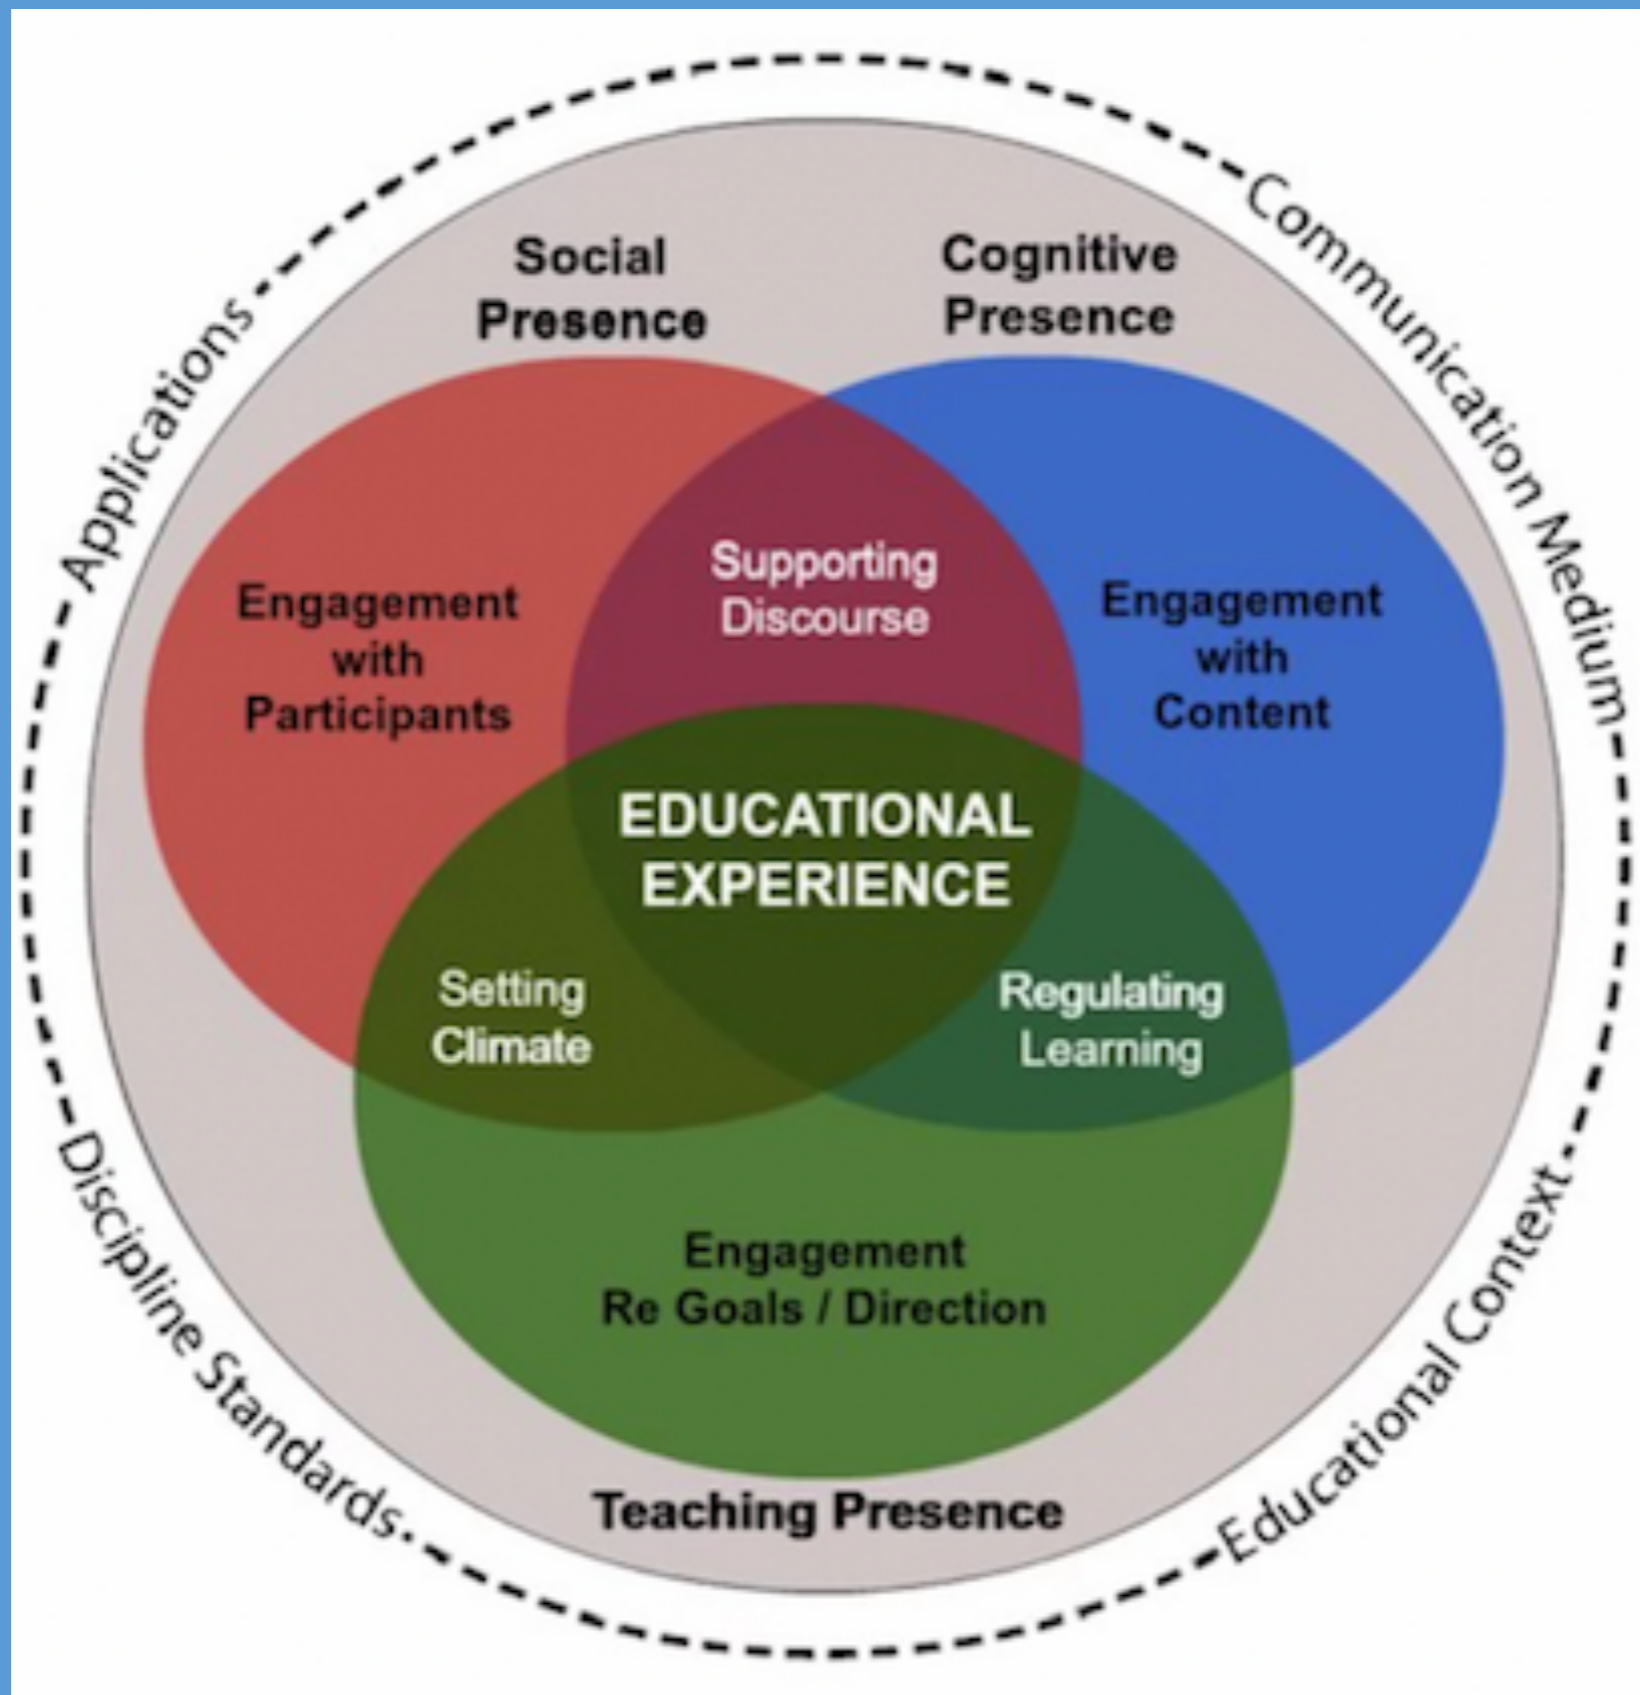 Applications
Communication Medium
Social
Presence
Cognitive
Presence
Supporting
Discourse
Engagement
with
Participants
Engagement
with
Content
EDUCATIONAL
EXPERIENCE
Setting
Climate
Regulating
Learning
Engagement
Re Goals / Direction
Teaching Presence
Discipline Standards
Educational Context